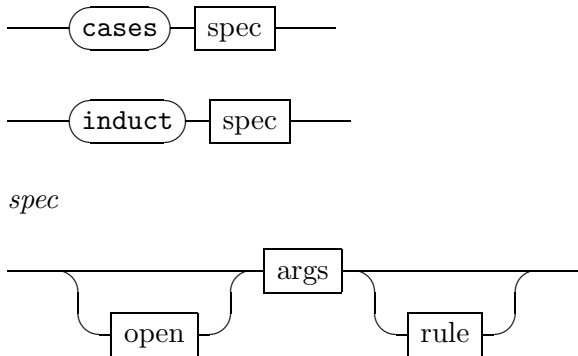 cases spec
induct spec
spec
args
open rule